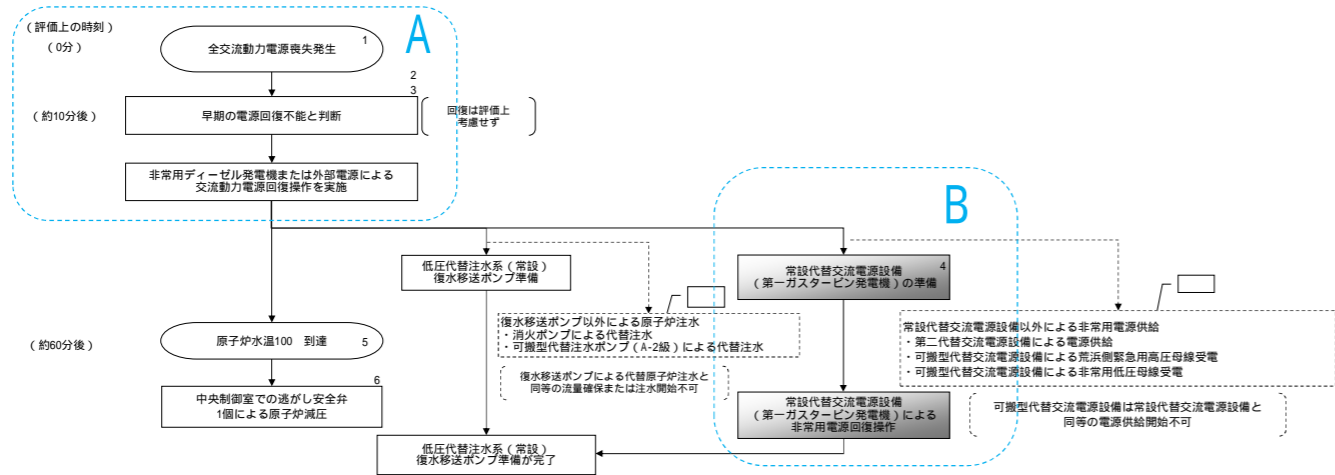 (評価上の時刻)
(0分)
全交流動力電源喪失発生
1
A
2
3
(約10分後)
早期の電源回復不能と判断
回復は評価上
考慮せず
非常用ディーゼル発電機または外部電源による
交流動力電源回復操作を実施
B
低圧代替注水系(常設)
復水移送ポンプ準備
常設代替交流電源設備
(第一ガスタービン発電機)の準備
4
復水移送ポンプ以外による原子炉注水
・消火ポンプによる代替注水
・可搬型代替注水ポンプ(A-2級)による代替注水
常設代替交流電源設備以外による非常用電源供給
・第二代替交流電源設備による電源供給
・可搬型代替交流電源設備による荒浜側緊急用高圧母線受電
・可搬型代替交流電源設備による非常用低圧母線受電
(約60分後)
原子炉水温100 到達
5
復水移送ポンプによる代替原子炉注水と
同等の流量確保または注水開始不可
6
中央制御室での逃がし安全弁
1個による原子炉減圧
常設代替交流電源設備
(第一ガスタービン発電機)による
非常用電源回復操作
可搬型代替交流電源設備は常設代替交流電源設備と
同等の電源供給開始不可
低圧代替注水系(常設)
復水移送ポンプ準備が完了